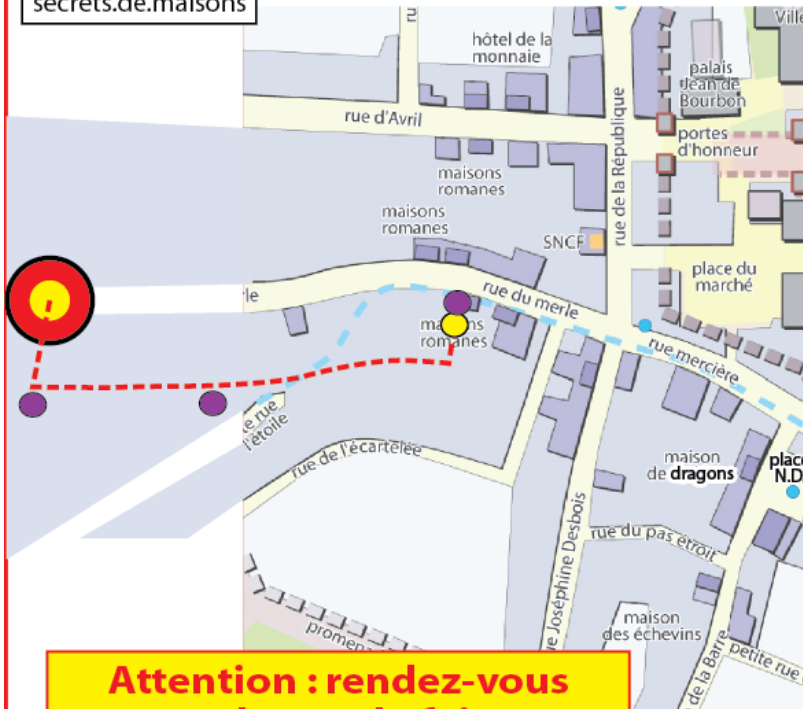 secrets.de.maisons
Ville
hôtel de la
monnaie
palais
Jean de
Bourbon
rue d'Avril
rue de la République
portes
d'honneur
maisons
romanes
maisons
romanes
SNCF
place du
marché
rue du merle
maisons
romanes
rue mercière
rue
l'étoile
rue de l'écartelée
maison
de dragons
place
N.D.
rue du pas étroit
Joséphine Desbois
maison
des échevins
de la Barre
petite rue
promen
Attention : rendez-vous